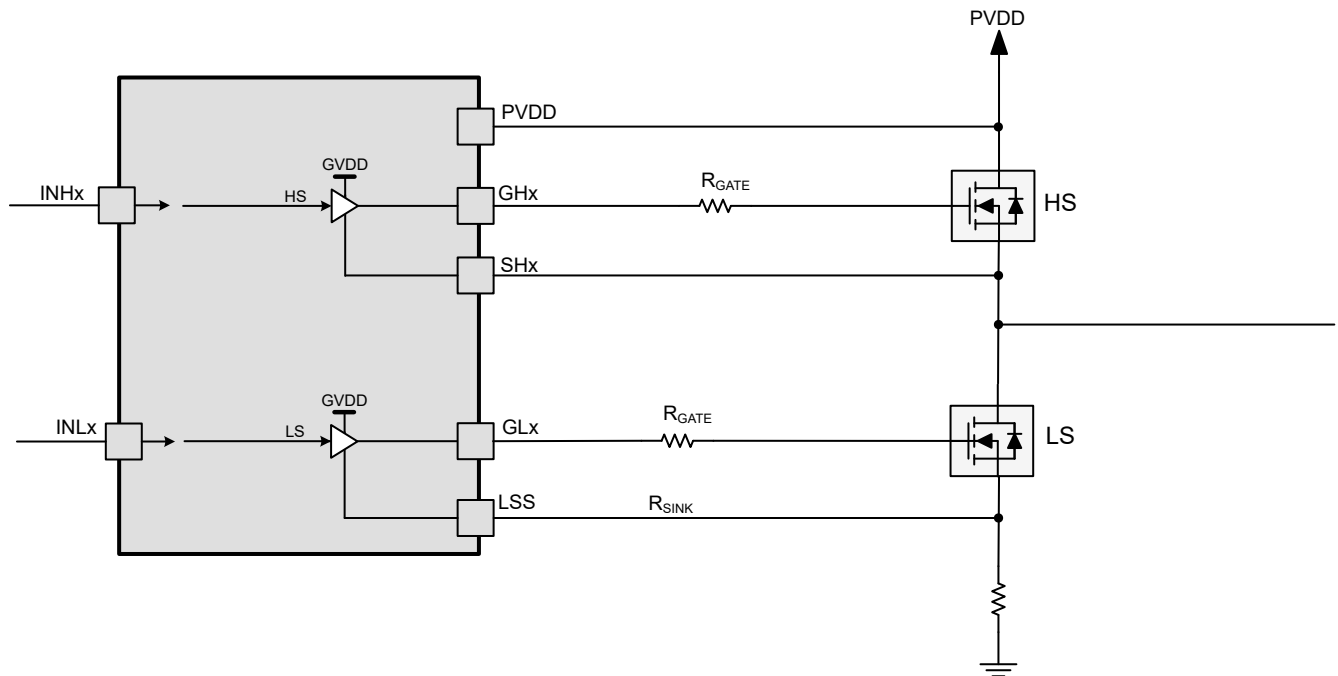 PVDD
PVDD
GVDD
INHx
HS
GHx
RGATE
HS
SHx
GVDD
INLx
LS
GLx
RGATE
LS
LSS
RSINK